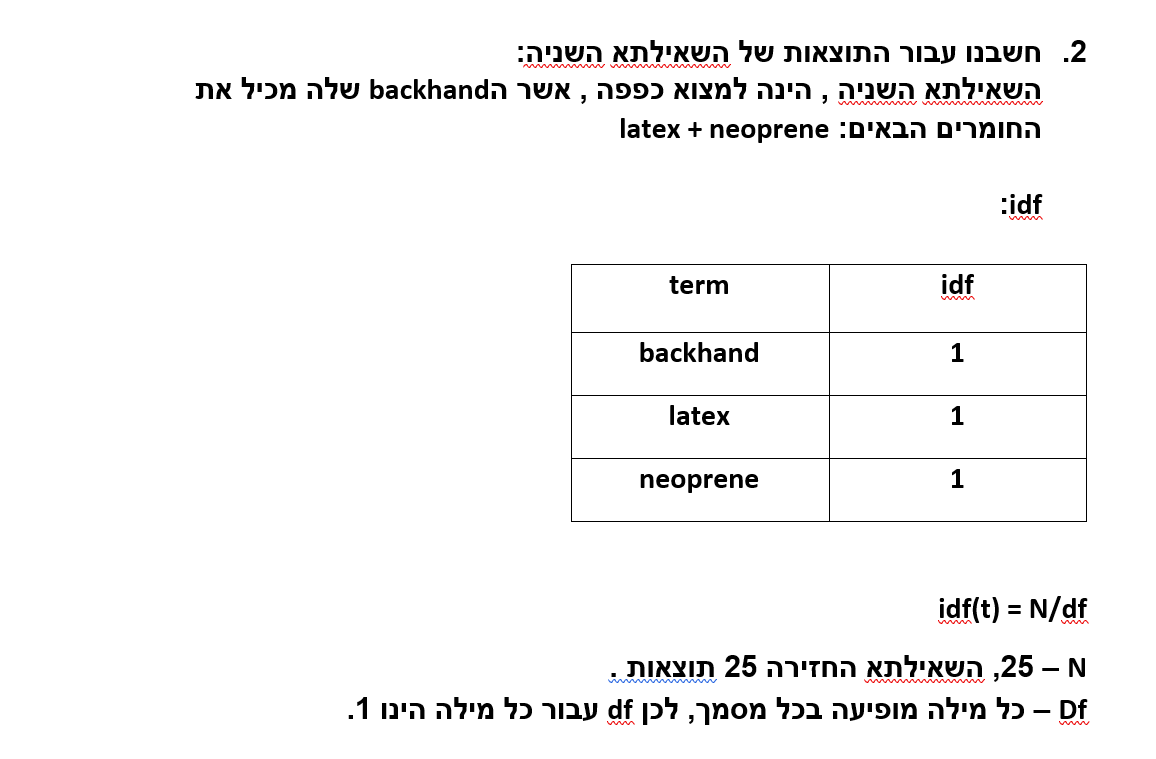 2. חשבנו עבור התוצאות של השאילתא השניה:
השאילתא השניה , הינה למצוא כפפה , אשר הbackhand שלה מכיל את
החומרים הבאים: latex + neoprene
idf:
term idf
backhand 1
latex 1
neoprene 1
idf(t) = N/df
N – 25, השאילתא החזירה 25 תוצאות .
Df – כל מילה מופיעה בכל מסמך, לכן df עבור כל מילה הינו 1.